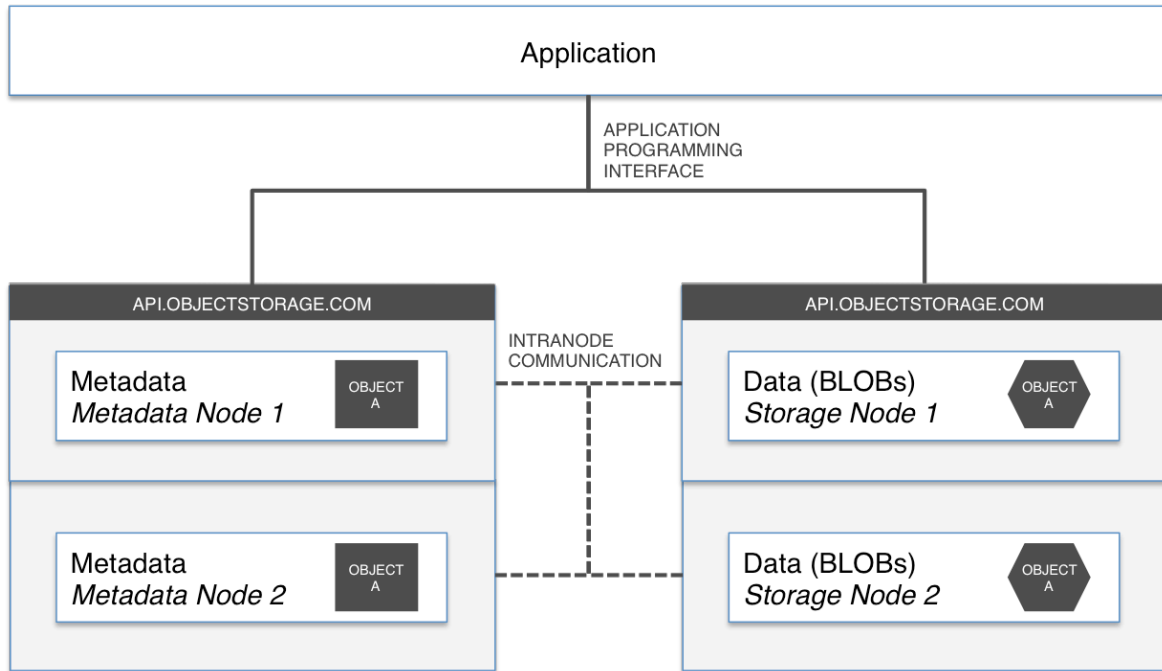 Application
APPLICATION
PROGRAMMING
INTERFACE
API.OBJECTSTORAGE.COM
API.OBJECTSTORAGE.COM
INTRANODE
COMMUNICATION
Metadata
Metadata Node 1
OBJECT
A
Data (BLOBs)
Storage Node 1
OBJECT
A
Metadata
Metadata Node 2
OBJECT
A
Data (BLOBs)
Storage Node 2
OBJECT
A